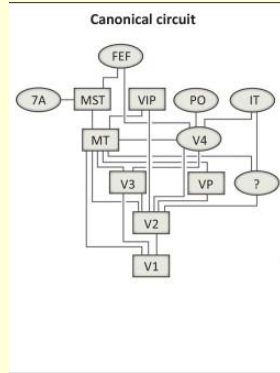 Canonical circuit
FEF
7A MST VIP PO IT
MT V4
V3 VP ?
V2
V1